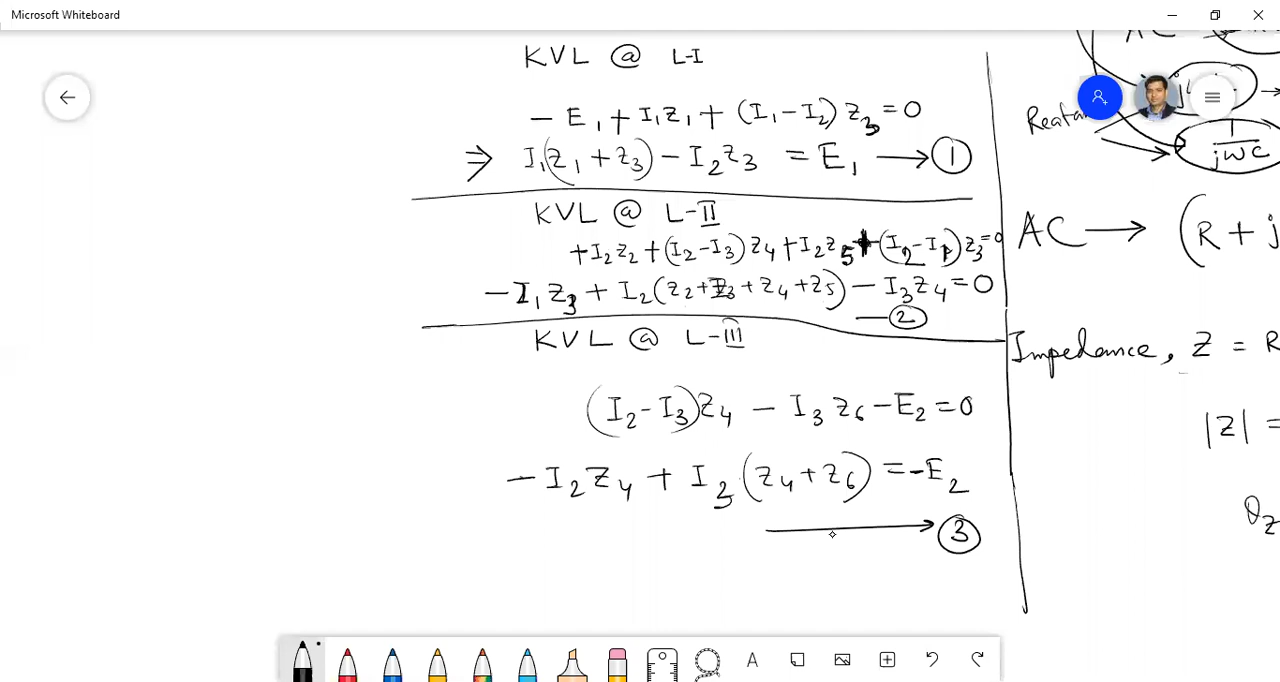 Microsoft Whiteboard
KVL @ L-I
- E₁ + I₁Z₁ + (I₁-I₂) Z₃ = 0
⇒ I₁(Z₁ + Z₃) - I₂Z₃ = E₁ → ①
KVL @ L-II
+I₂Z₂ + (I₂-I₃)Z₄ + I₂Z₅ + (I₂-I₁)Z₃ = 0
-I₁Z₃ + I₂(Z₂+Z₃+Z₄+Z₅) - I₃Z₄ = 0
— ②
KVL @ L-III
(I₂-I₃)Z₄ - I₃Z₆ - E₂ = 0
- I₂Z₄ + I₃(Z₄+Z₆) = -E₂
→ ③
AC
1/jωC
AC → (R + j
Impedance, Z = R
|Z| =
θz
A